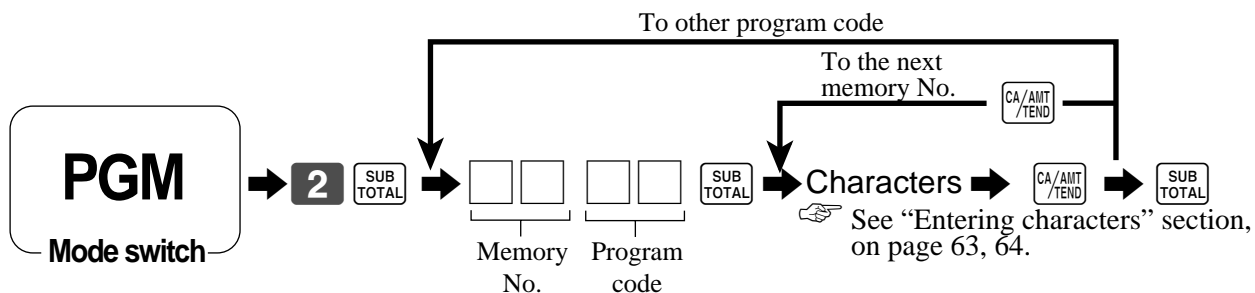 To other program code
To the next
memory No.
CA/AMT
/TEND
PGM
Mode switch
2
SUB
TOTAL
SUB
TOTAL
Characters
CA/AMT
/TEND
SUB
TOTAL
See “Entering characters” section,
on page 63, 64.
Memory
No.
Program
code